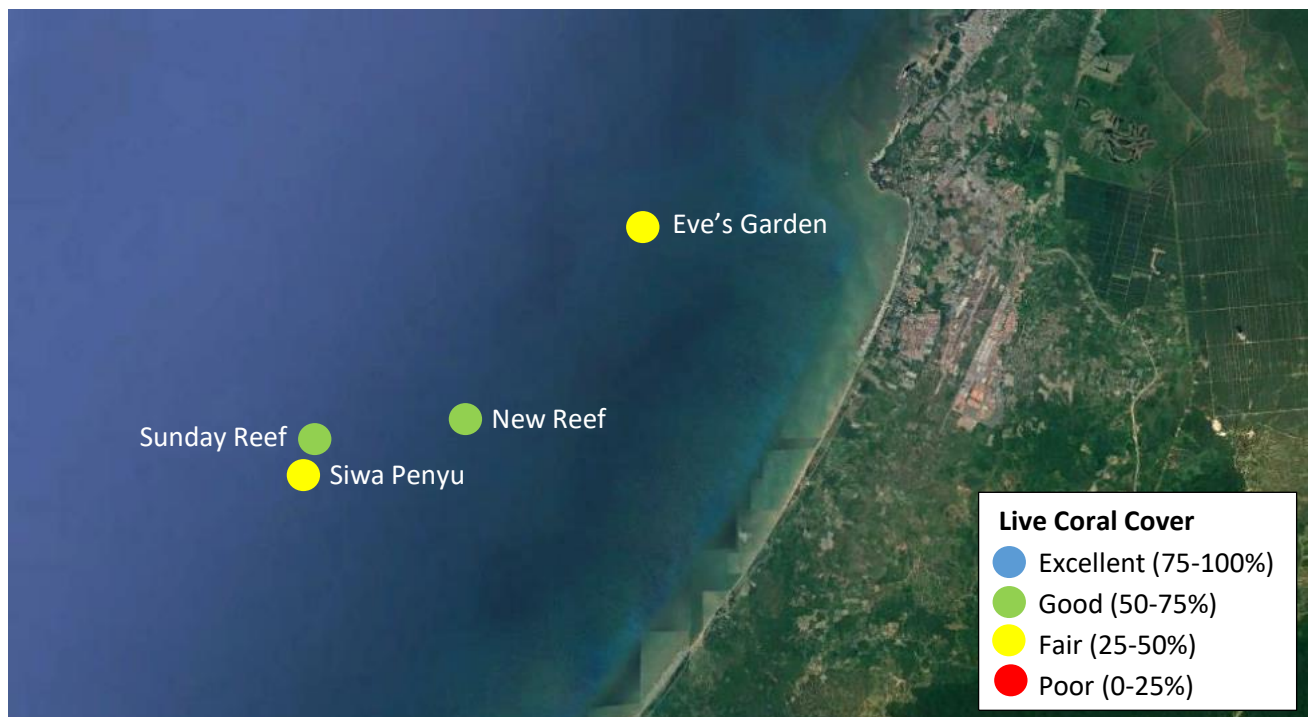 Eve’s Garden
New Reef
Sunday Reef
Siwa Penyu
Live Coral Cover
Excellent (75-100%)
Good (50-75%)
Fair (25-50%)
Poor (0-25%)